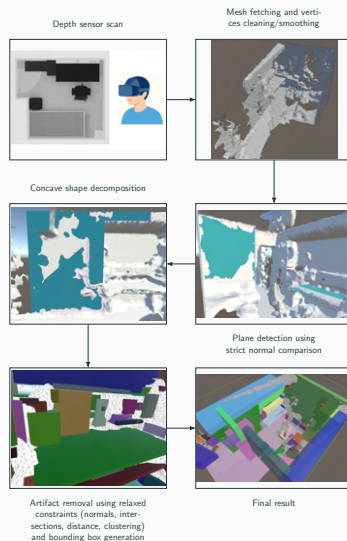 Depth sensor scan
Mesh fetching and verti-
ces cleaning/smoothing
Concave shape decomposition
Plane detection using
strict normal comparison
Artifact removal using relaxed
constraints (normals, inter-
sections, distance, clustering)
and bounding box generation
Final result